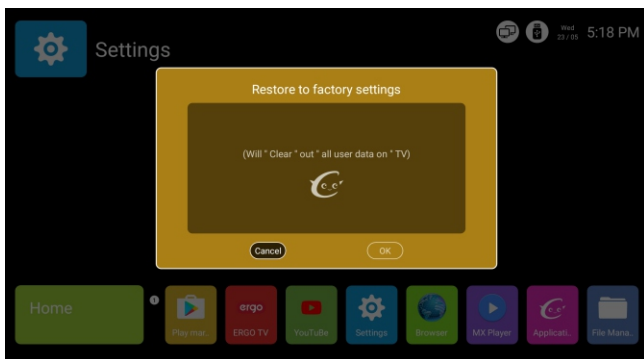 Settings
Wed
23 / 05
5:18 PM
Restore to factory settings
(Will " Clear " out " all user data on " TV)
Cancel
OK
Home
Play mar...
ergo
ERGO TV
YouTuBe
Settings
Browser
MX Player
Applicati..
File Mana..